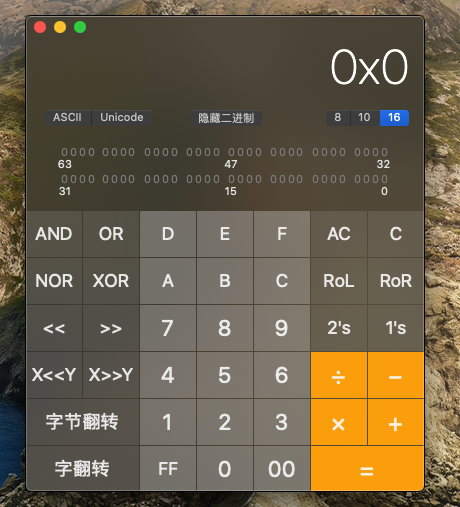 0x0
ASCII Unicode 隐藏二进制 8 10 16
0000 0000 0000 0000 0000 0000 0000 0000
63 47 32
0000 0000 0000 0000 0000 0000 0000 0000
31 15 0
AND OR D E F AC C
NOR XOR A B C RoL RoR
<< >> 7 8 9 2's 1's
X<<Y X>>Y 4 5 6 ÷ −
字节翻转 1 2 3 × +
字翻转 FF 0 00 =